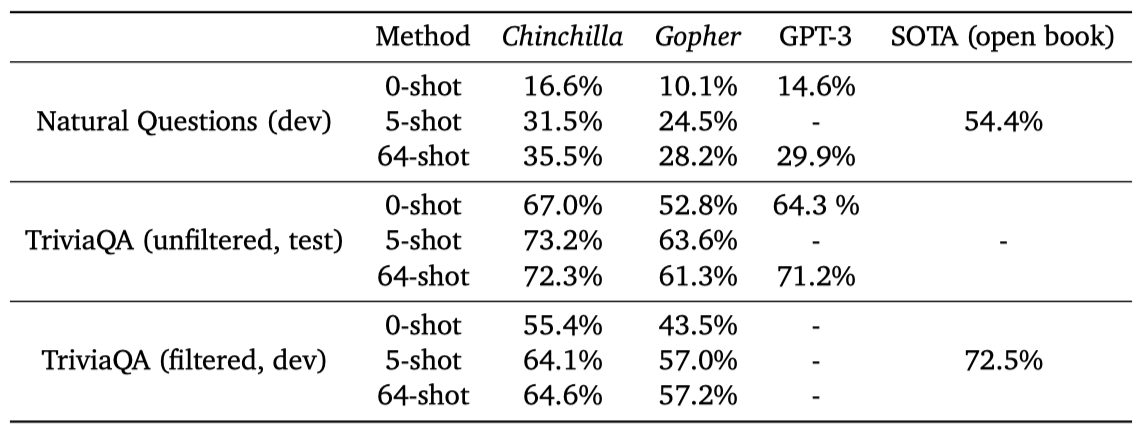 Method Chinchilla Gopher GPT-3 SOTA (open book)
0-shot 16.6% 10.1% 14.6%
Natural Questions (dev) 5-shot 31.5% 24.5% - 54.4%
64-shot 35.5% 28.2% 29.9%
0-shot 67.0% 52.8% 64.3 %
TriviaQA (unfiltered, test) 5-shot 73.2% 63.6% - -
64-shot 72.3% 61.3% 71.2%
0-shot 55.4% 43.5% -
TriviaQA (filtered, dev) 5-shot 64.1% 57.0% - 72.5%
64-shot 64.6% 57.2% -